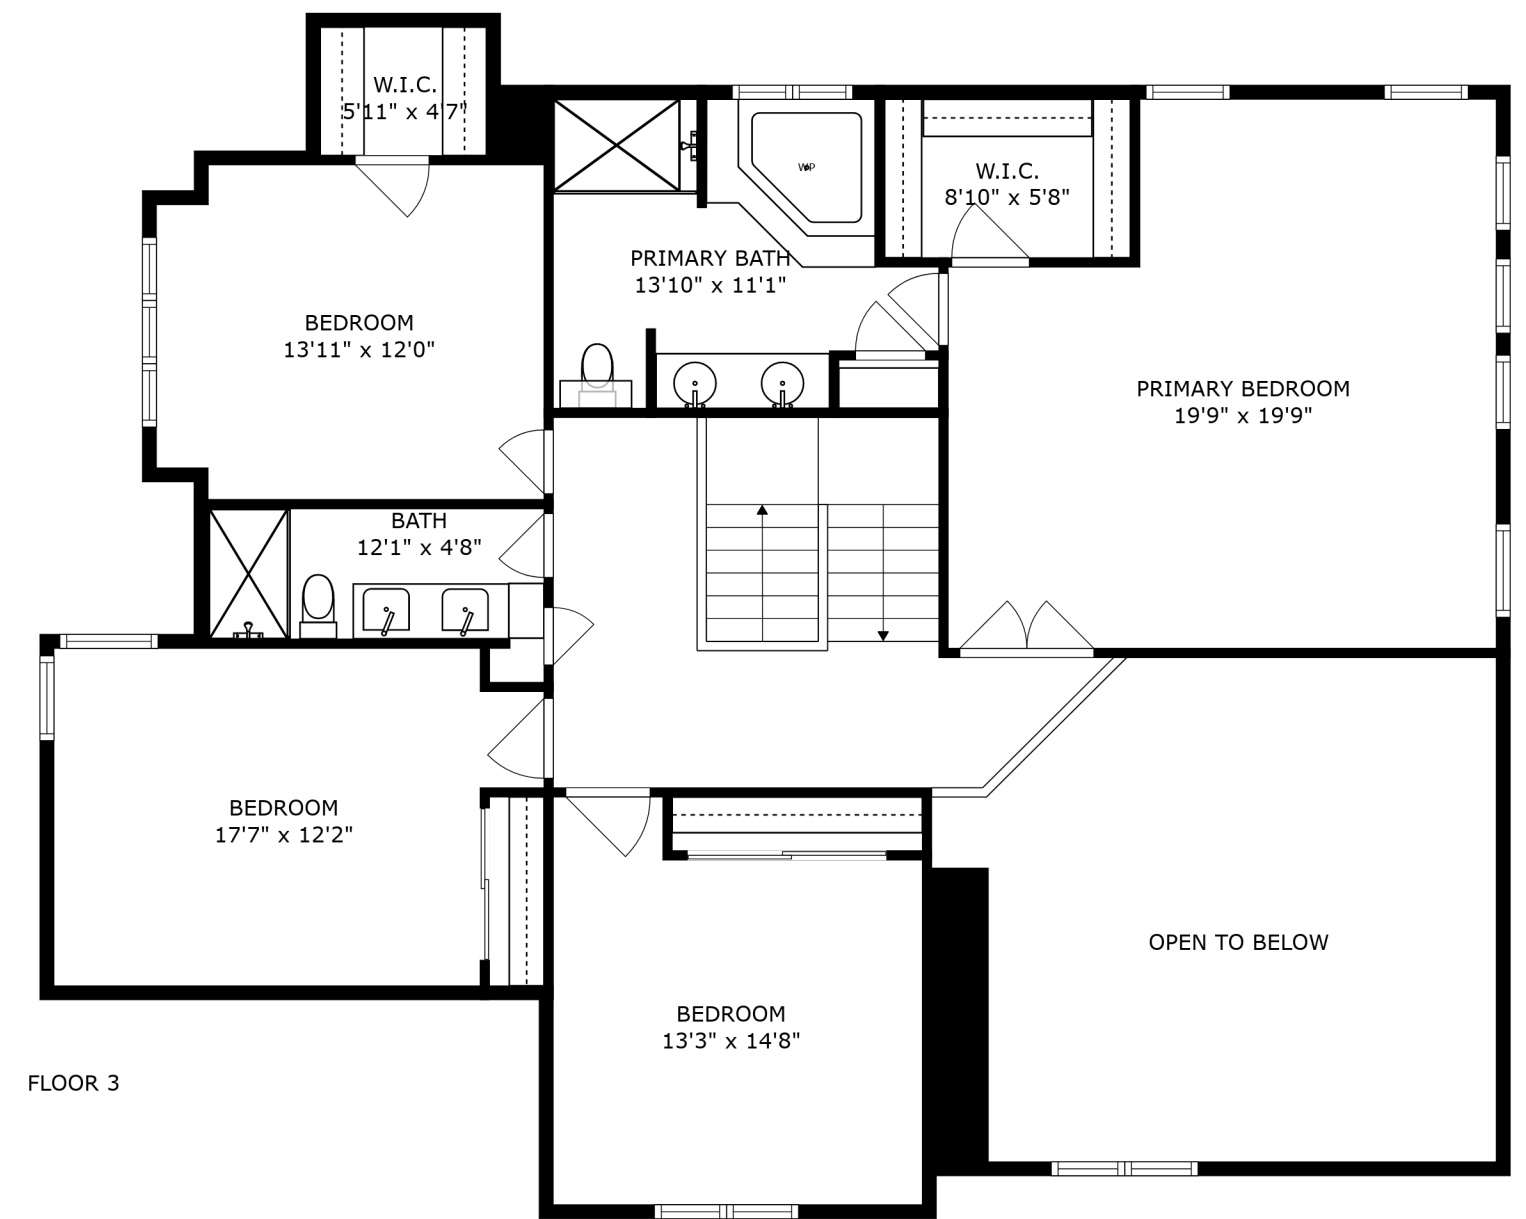 W.I.C.
5'11" x 4'7"
WP
W.I.C.
8'10" x 5'8"
PRIMARY BATH
13'10" x 11'1"
BEDROOM
13'11" x 12'0"
PRIMARY BEDROOM
19'9" x 19'9"
BATH
12'1" x 4'8"
BEDROOM
17'7" x 12'2"
OPEN TO BELOW
BEDROOM
13'3" x 14'8"
FLOOR 3